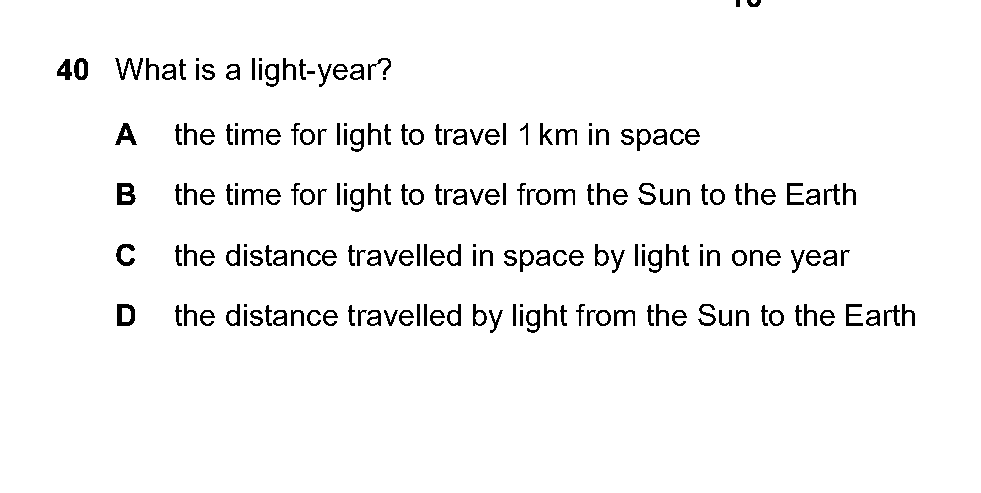 40 What is a light-year?
A the time for light to travel 1 km in space
B the time for light to travel from the Sun to the Earth
C the distance travelled in space by light in one year
D the distance travelled by light from the Sun to the Earth